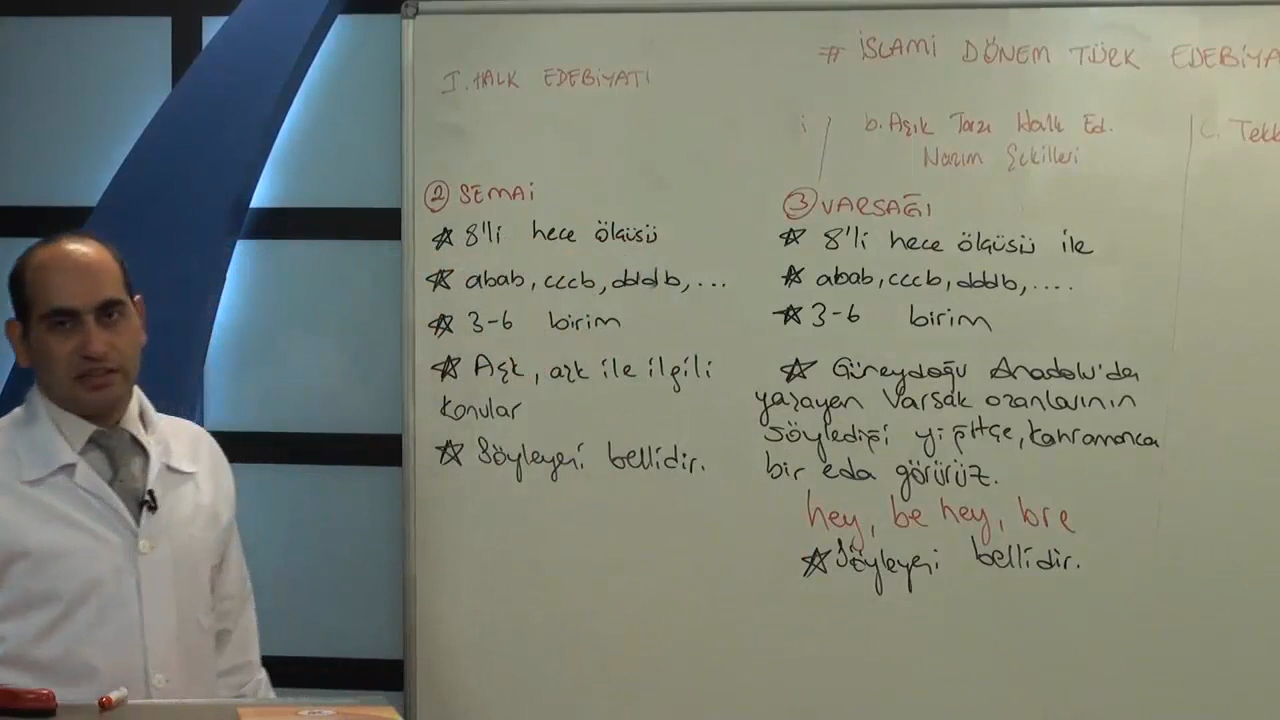 # İSLAMİ DÖNEM TÜRK EDEBİYA
I. HALK EDEBİYATI
b. Aşık Tarzı Halk Ed.
Nazım Şekilleri
C. Tekk
② SEMAİ
☆ 8'li hece ölçüsü
☆ abab, cccb, dddb, ...
☆ 3-6 birim
☆ Aşk, aşk ile ilgili
konular
☆ Söyleyeni bellidir.
③ VARSAĞI
☆ 8'li hece ölçüsü ile
☆ abab, cccb, dddb, ....
☆ 3-6 birim
☆ Güneydoğu Anadolu'da
yaşayan Varsak ozanlarının
söylediği yiğitçe, kahramanca
bir eda görürüz.
hey, be hey, bre
☆ Söyleyeni bellidir.